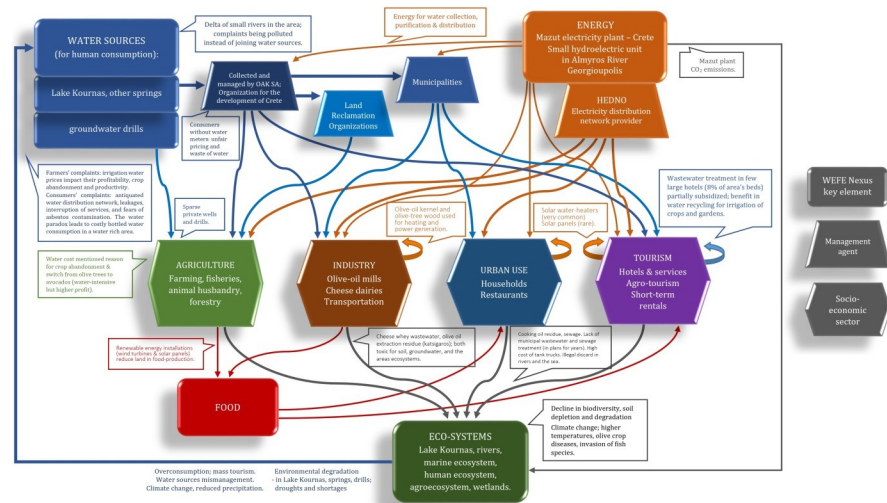 WATER SOURCES
(for human consumption):
Lake Kournas, other springs
groundwater drills
Delta of small rivers in the area;
complaints being polluted
instead of joining water sources.
Collected and
managed by OAK SA;
Organization for the
development of Crete
Consumers
without water
meters: unfair
pricing and
waste of water
Land
Reclamation
Organizations
Municipalities
Energy for water collection,
purification & distribution
ENERGY
Mazut electricity plant – Crete
Small hydroelectric unit
in Almyros River
Georgioupolis
HEDNO
Electricity distribution
network provider
Mazut plant
CO₂ emissions.
Farmers' complaints: irrigation water
prices impact their profitability, crop
abandonment and productivity.
Consumers' complaints: antiquated
water distribution network, leakages,
interruption of services, and fears of
asbestos contamination. The water
paradox leads to costly bottled water
consumption in a water rich area.
Sparse
private wells
and drills.
Olive-oil kernel and
olive-tree wood used
for heating and
power generation.
Solar water-heaters
(very common)
Solar panels (rare).
Wastewater treatment in few
large hotels (8% of area's beds)
partially subsidized; benefit in
water recycling for irrigation of
crops and gardens.
WEFE Nexus
key element
Management
agent
Socio-
economic
sector
Water cost mentioned reason
for crop abandonment &
switch from olive trees to
avocados (water-intensive
but higher profit).
AGRICULTURE
Farming, fisheries,
animal husbandry,
forestry
INDUSTRY
Olive-oil mills
Cheese dairies
Transportation
URBAN USE
Households
Restaurants
TOURISM
Hotels & services
Agro-tourism
Short-term
rentals
Renewable energy installations
(wind turbines & solar panels)
reduce land in food-production.
Cheese whey wastewater, olive oil
extraction residue (katsigaros); both
toxic for soil, groundwater, and the
areas ecosystems.
Cooking oil residue, sewage. Lack of
municipal wastewater and sewage
treatment (in plans for years). High
cost of tank trucks, illegal discard in
rivers and the sea.
FOOD
ECO-SYSTEMS
Lake Kournas, rivers,
marine ecosystem,
human ecosystem,
agroecosystem, wetlands.
Decline in biodiversity, soil
depletion and degradation
Climate change; higher
temperatures, olive crop
diseases, invasion of fish
species.
Overconsumption; mass tourism.
Water sources mismanagement.
Climate change, reduced precipitation.
Environmental degradation
- in Lake Kournas, springs, drills;
droughts and shortages